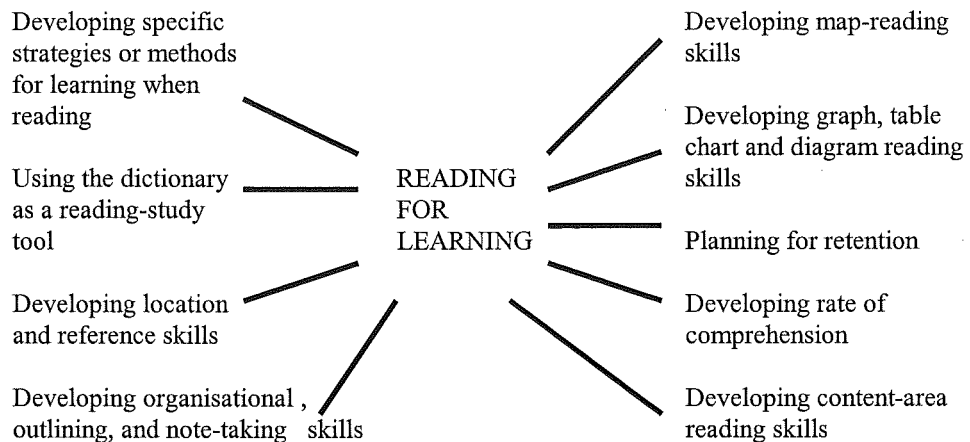 Developing specific
strategies or methods
for learning when
reading
Using the dictionary
as a reading-study
tool
Developing location
and reference skills
Developing organisational ,
outlining, and note-taking skills
READING
FOR
LEARNING
Developing map-reading
skills
Developing graph, table
chart and diagram reading
skills
Planning for retention
Developing rate of
comprehension
Developing content-area
reading skills